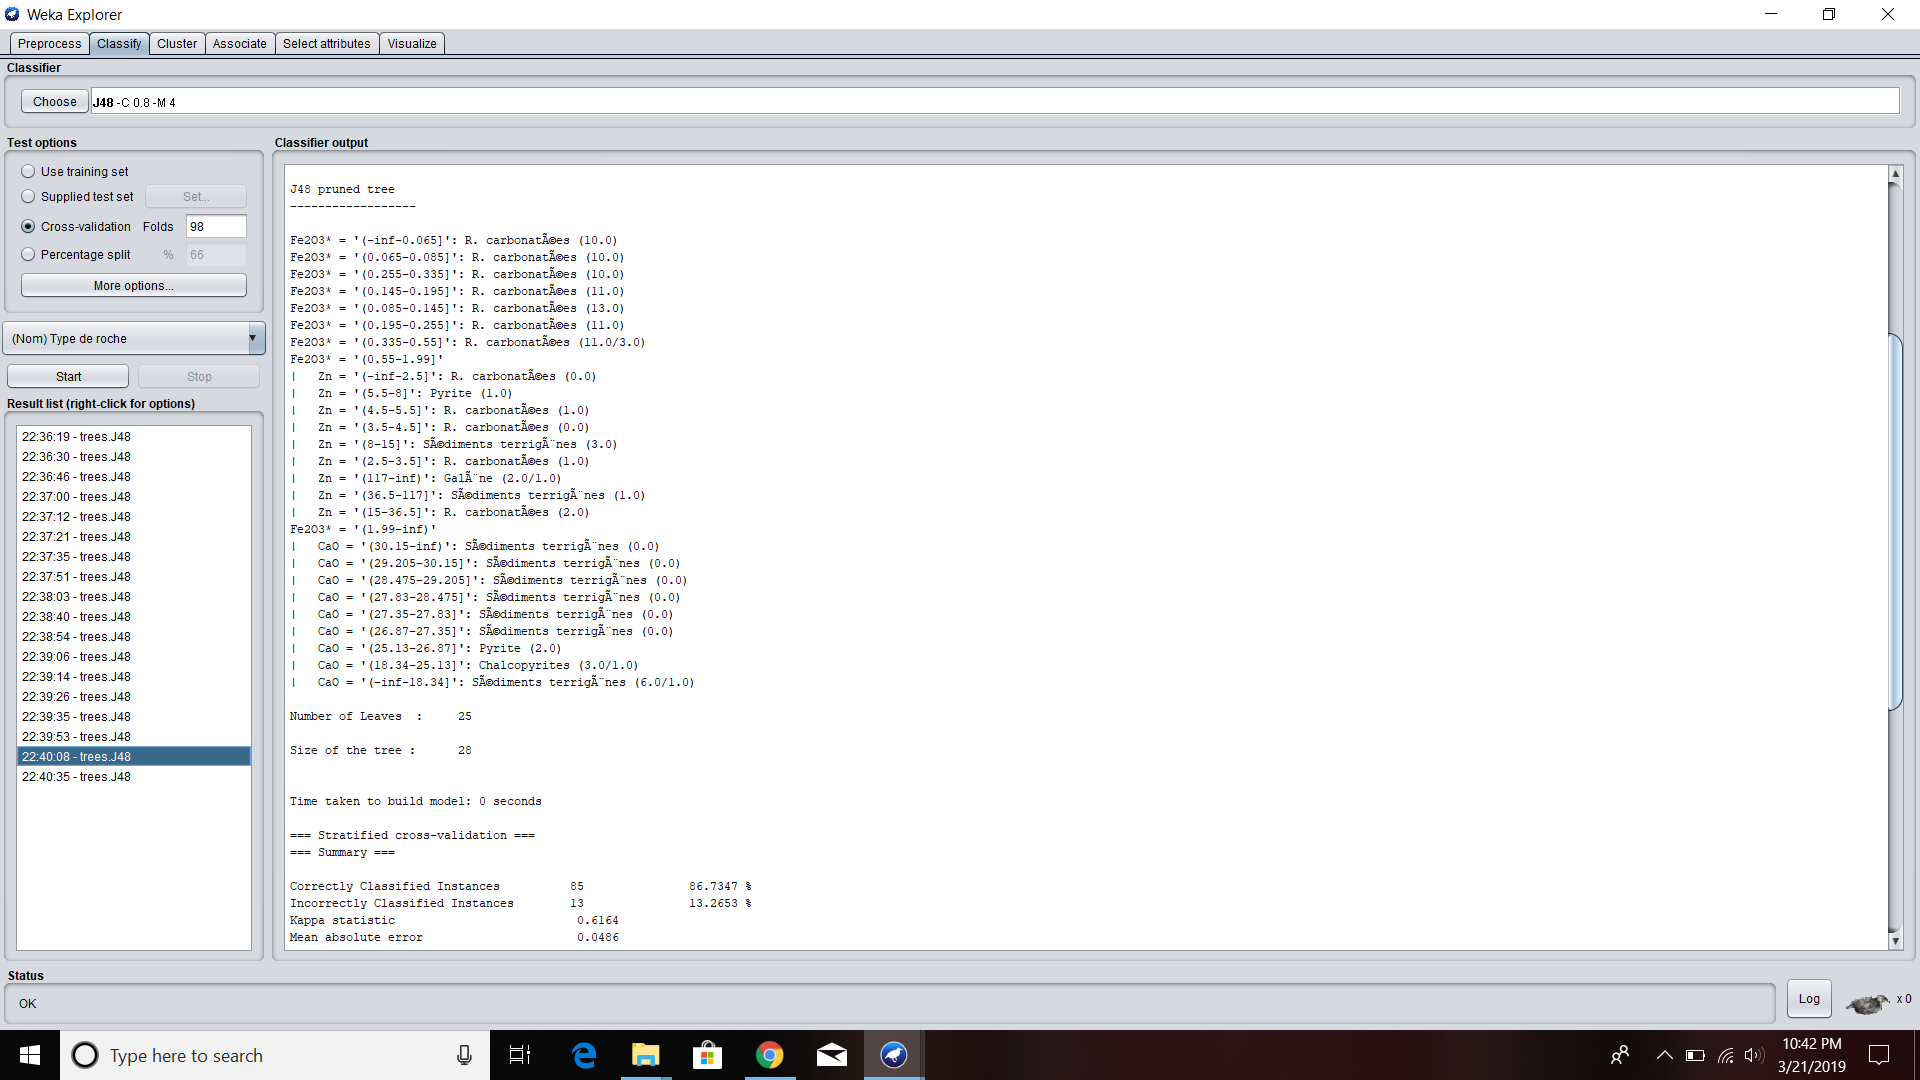 Weka Explorer
Preprocess Classify Cluster Associate Select attributes Visualize
Classifier
Choose J48 -C 0.8 -M 4
Test options
Use training set
Supplied test set Set...
Cross-validation Folds 98
Percentage split % 66
More options...
(Nom) Type de roche
Start Stop
Result list (right-click for options)
22:36:19 - trees.J48
22:36:30 - trees.J48
22:36:46 - trees.J48
22:37:00 - trees.J48
22:37:12 - trees.J48
22:37:21 - trees.J48
22:37:35 - trees.J48
22:37:51 - trees.J48
22:38:03 - trees.J48
22:38:40 - trees.J48
22:38:54 - trees.J48
22:39:06 - trees.J48
22:39:14 - trees.J48
22:39:26 - trees.J48
22:39:35 - trees.J48
22:39:53 - trees.J48
22:40:08 - trees.J48
22:40:35 - trees.J48
Classifier output
J48 pruned tree
------------------
Fe2O3* = '(-inf-0.065]': R. carbonatÃ©es (10.0)
Fe2O3* = '(0.065-0.085]': R. carbonatÃ©es (10.0)
Fe2O3* = '(0.255-0.335]': R. carbonatÃ©es (10.0)
Fe2O3* = '(0.145-0.195]': R. carbonatÃ©es (11.0)
Fe2O3* = '(0.085-0.145]': R. carbonatÃ©es (13.0)
Fe2O3* = '(0.195-0.255]': R. carbonatÃ©es (11.0)
Fe2O3* = '(0.335-0.55]': R. carbonatÃ©es (11.0/3.0)
Fe2O3* = '(0.55-1.99]'
|   Zn = '(-inf-2.5]': R. carbonatÃ©es (0.0)
|   Zn = '(5.5-8]': Pyrite (1.0)
|   Zn = '(4.5-5.5]': R. carbonatÃ©es (1.0)
|   Zn = '(3.5-4.5]': R. carbonatÃ©es (0.0)
|   Zn = '(8-15]': SÃ©diments terrigÃ¨nes (3.0)
|   Zn = '(2.5-3.5]': R. carbonatÃ©es (1.0)
|   Zn = '(117-inf)': GalÃ¨ne (2.0/1.0)
|   Zn = '(36.5-117]': SÃ©diments terrigÃ¨nes (1.0)
|   Zn = '(15-36.5]': R. carbonatÃ©es (2.0)
Fe2O3* = '(1.99-inf)'
|   CaO = '(30.15-inf)': SÃ©diments terrigÃ¨nes (0.0)
|   CaO = '(29.205-30.15]': SÃ©diments terrigÃ¨nes (0.0)
|   CaO = '(28.475-29.205]': SÃ©diments terrigÃ¨nes (0.0)
|   CaO = '(27.83-28.475]': SÃ©diments terrigÃ¨nes (0.0)
|   CaO = '(27.35-27.83]': SÃ©diments terrigÃ¨nes (0.0)
|   CaO = '(26.87-27.35]': SÃ©diments terrigÃ¨nes (0.0)
|   CaO = '(25.13-26.87]': Pyrite (2.0)
|   CaO = '(18.34-25.13]': Chalcopyrites (3.0/1.0)
|   CaO = '(-inf-18.34]': SÃ©diments terrigÃ¨nes (6.0/1.0)
Number of Leaves  :     25
Size of the tree :      28
Time taken to build model: 0 seconds
=== Stratified cross-validation ===
=== Summary ===
Correctly Classified Instances          85               86.7347 %
Incorrectly Classified Instances        13               13.2653 %
Kappa statistic                          0.6164
Mean absolute error                      0.0486
Status
OK
Log x 0
Type here to search
10:42 PM
3/21/2019